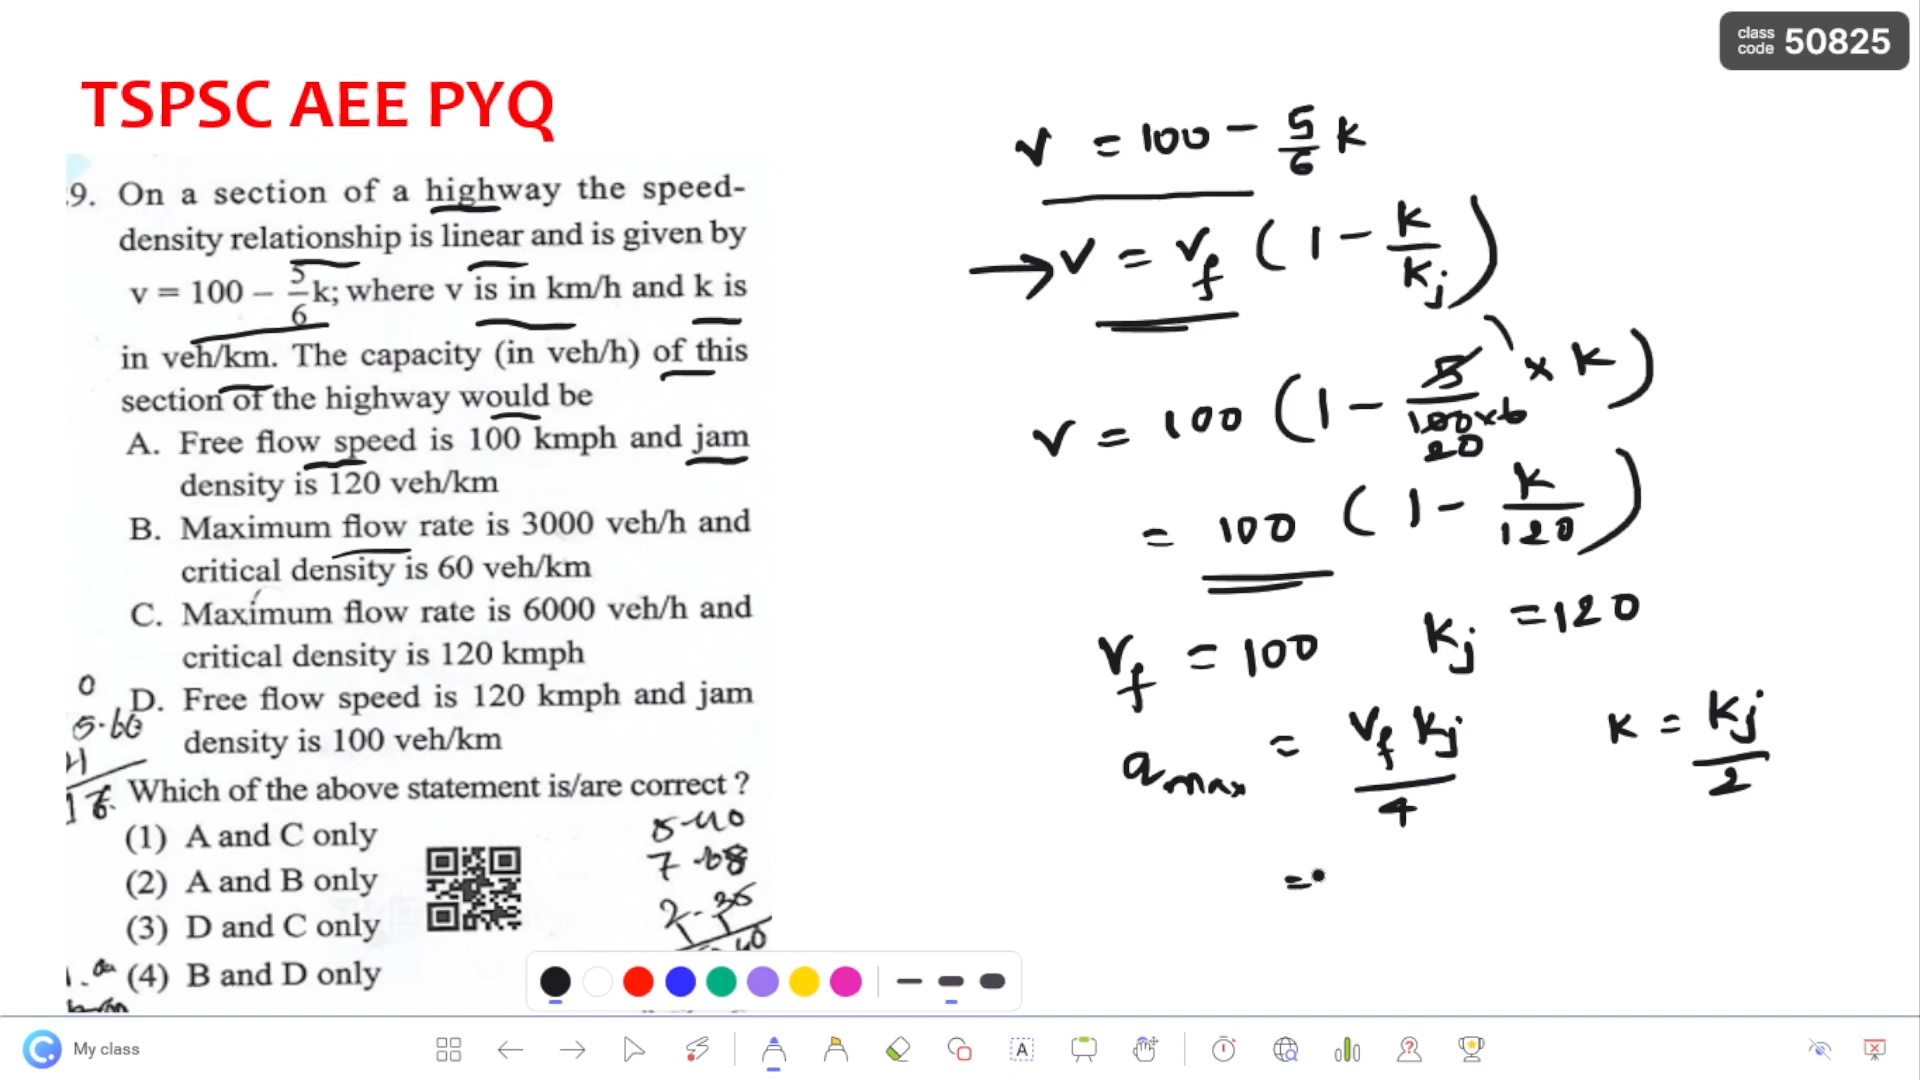 class code 50825
TSPSC AEE PYQ
9. On a section of a highway the speed-
density relationship is linear and is given by
v = 100 − 5/6 k; where v is in km/h and k is
in veh/km. The capacity (in veh/h) of this
section of the highway would be
A. Free flow speed is 100 kmph and jam
density is 120 veh/km
B. Maximum flow rate is 3000 veh/h and
critical density is 60 veh/km
C. Maximum flow rate is 6000 veh/h and
critical density is 120 kmph
D. Free flow speed is 120 kmph and jam
density is 100 veh/km
Which of the above statement is/are correct ?
(1) A and C only
(2) A and B only
(3) D and C only
(4) B and D only
v = 100 − 5/6 k
→ v = vf (1 − k/kj)
v = 100 (1 − 5/(100×6) × k)
20
= 100 (1 − k/120)
vf = 100 kj = 120
qmax = vf kj / 4 k = kj / 2
=
My class